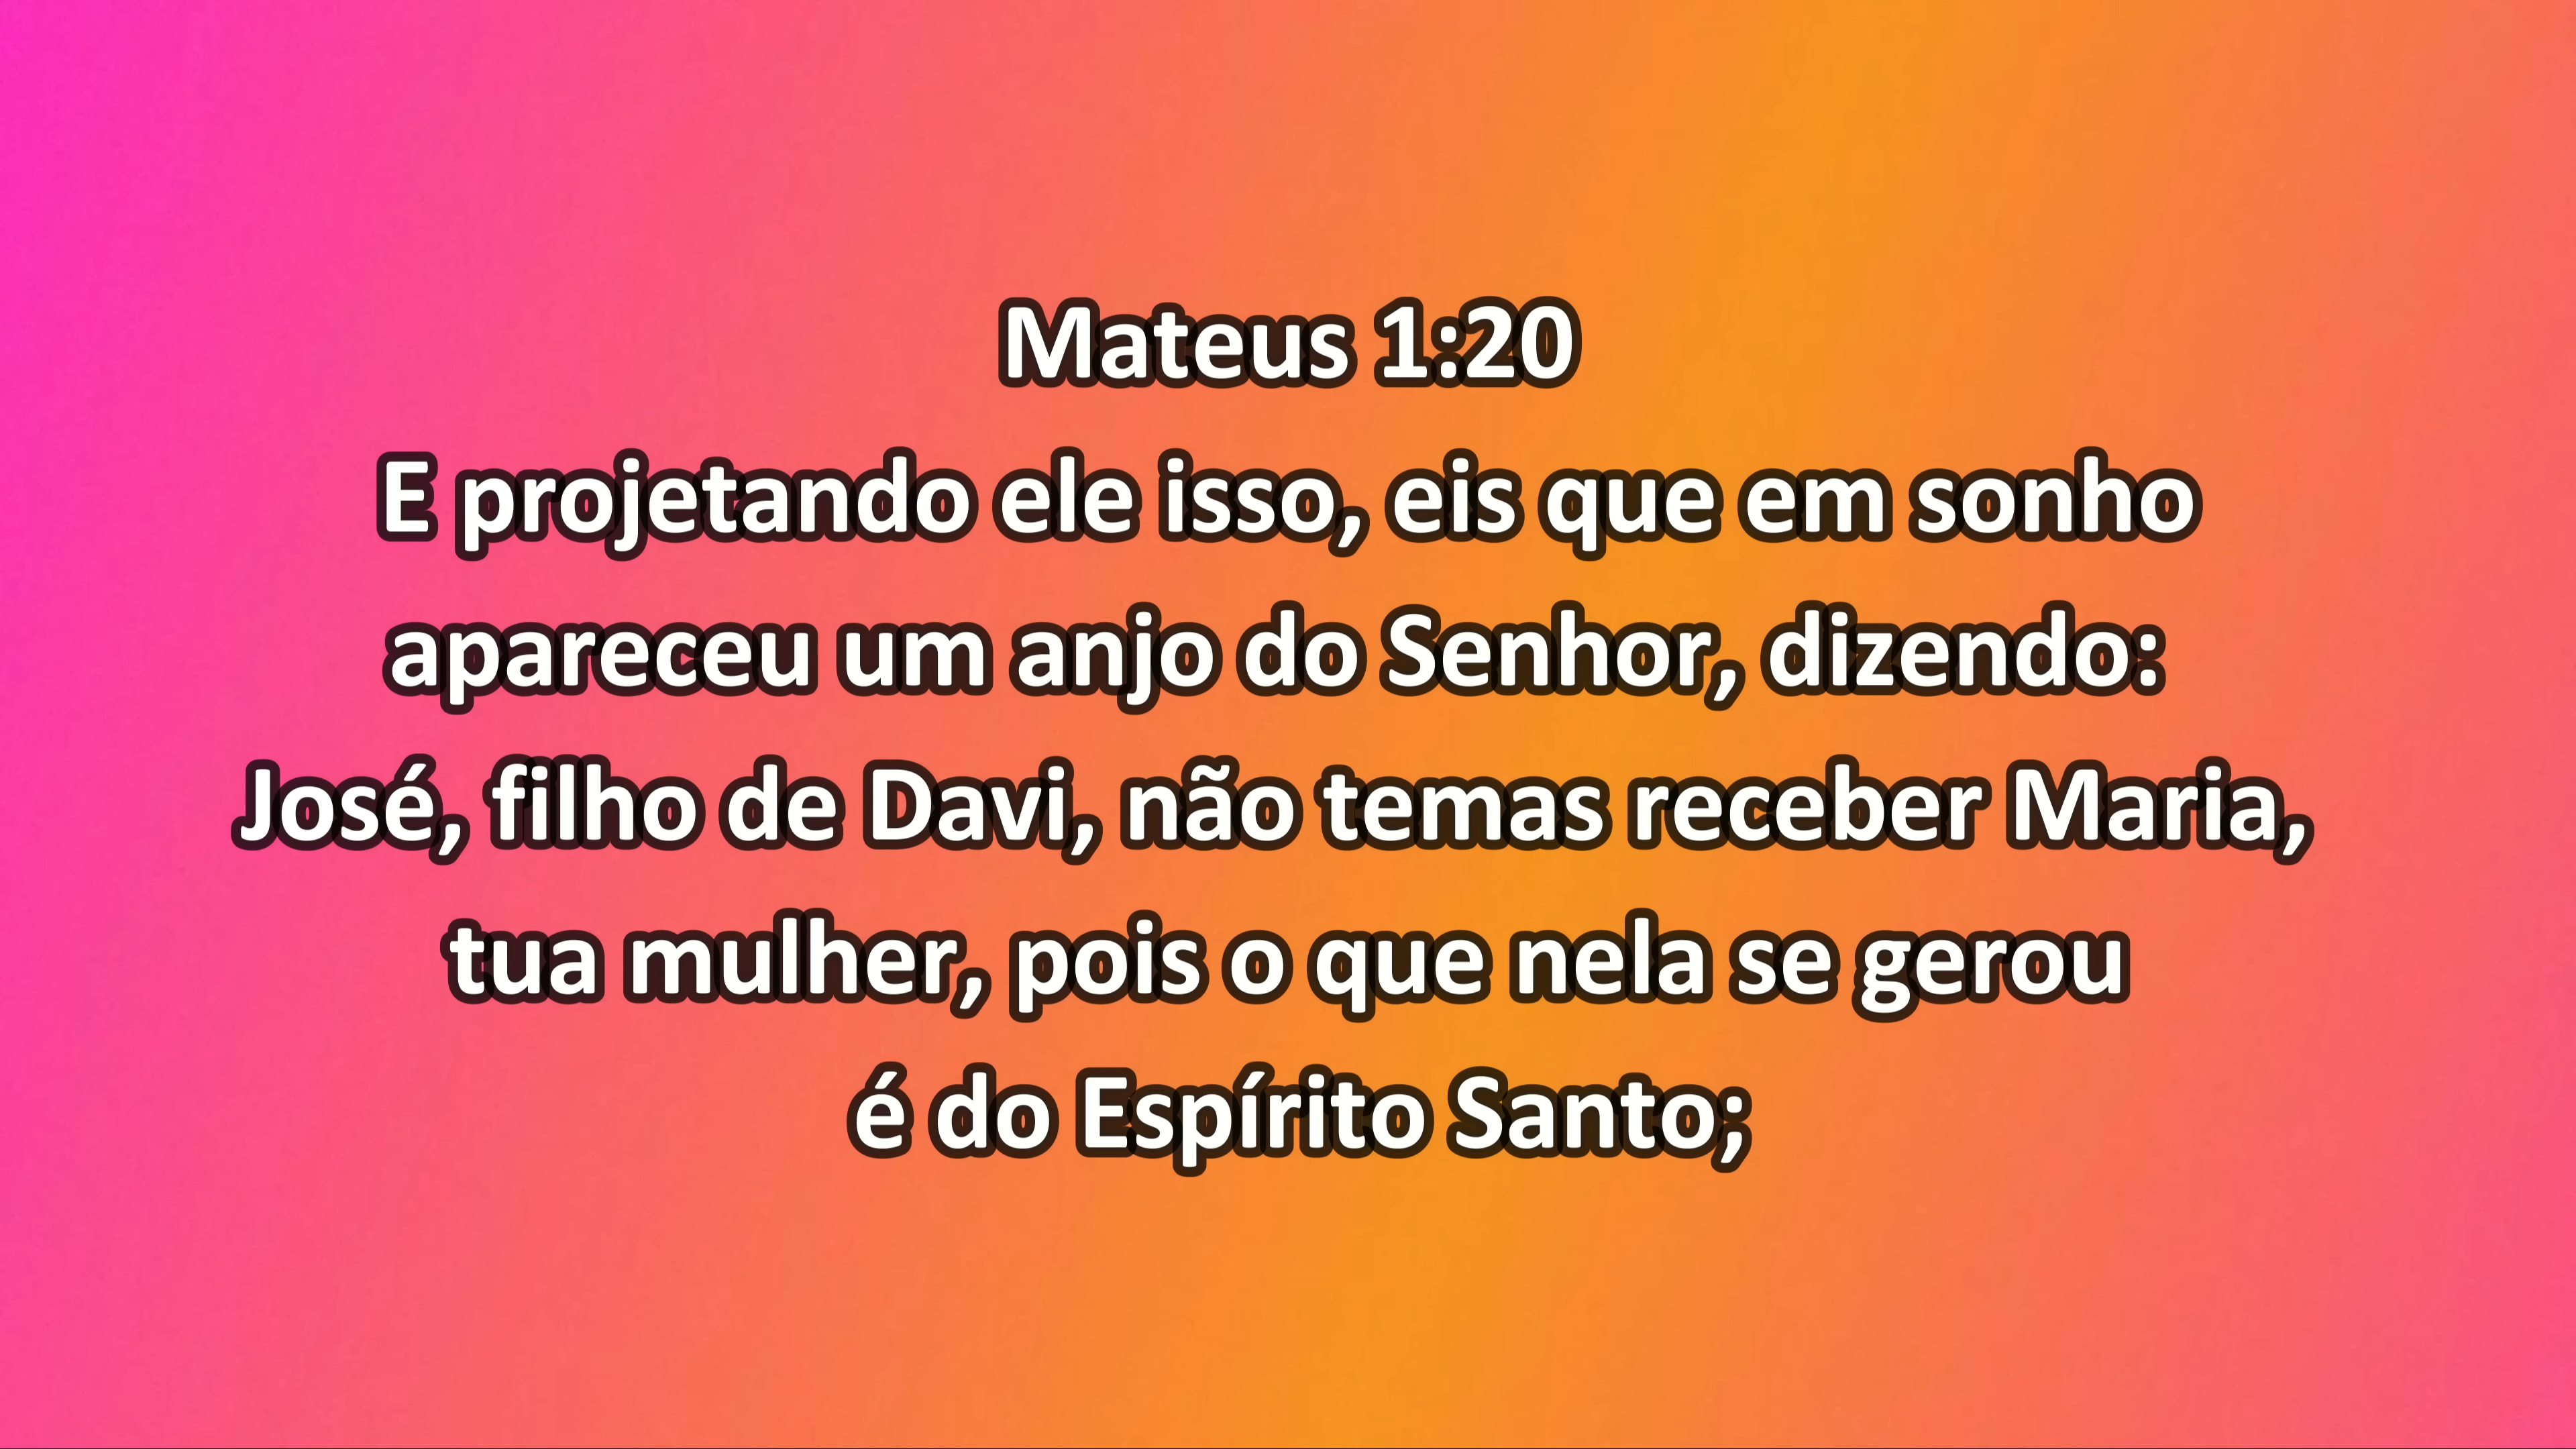 Mateus 1:20
E projetando ele isso, eis que em sonho
apareceu um anjo do Senhor, dizendo:
José, filho de Davi, não temas receber Maria,
tua mulher, pois o que nela se gerou
é do Espírito Santo;